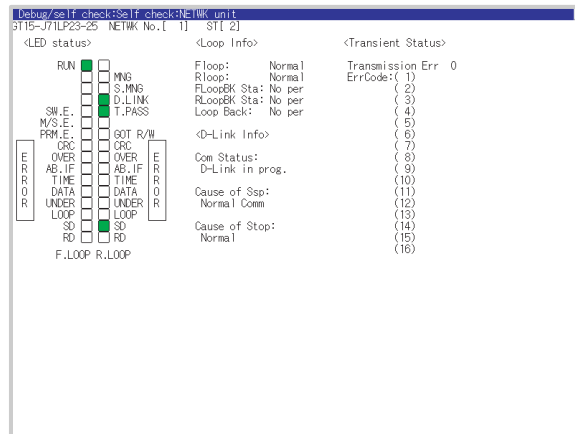 Debug/self check:Self check:NETWK unit
GT15-J71LP23-25 NETWK No.[ 1] ST[ 2]
<LED status> <Loop Info> <Transient Status>
RUN Floop: Normal Transmission Err 0
MNG Rloop: Normal ErrCode:( 1)
S.MNG FLoopBK Sta: No per ( 2)
D.LINK RLoopBK Sta: No per ( 3)
SW.E. T.PASS Loop Back: No per ( 4)
M/S.E. ( 5)
PRM.E. GOT R/W <D-Link Info> ( 6)
CRC CRC ( 7)
E OVER OVER E Com Status: ( 8)
R AB.IF AB.IF R D-Link in prog. ( 9)
R TIME TIME R (10)
O DATA DATA O Cause of Ssp: (11)
R UNDER UNDER R Normal Comm (12)
LOOP LOOP (13)
SD SD Cause of Stop: (14)
RD RD Normal (15)
(16)
F.LOOP R.LOOP